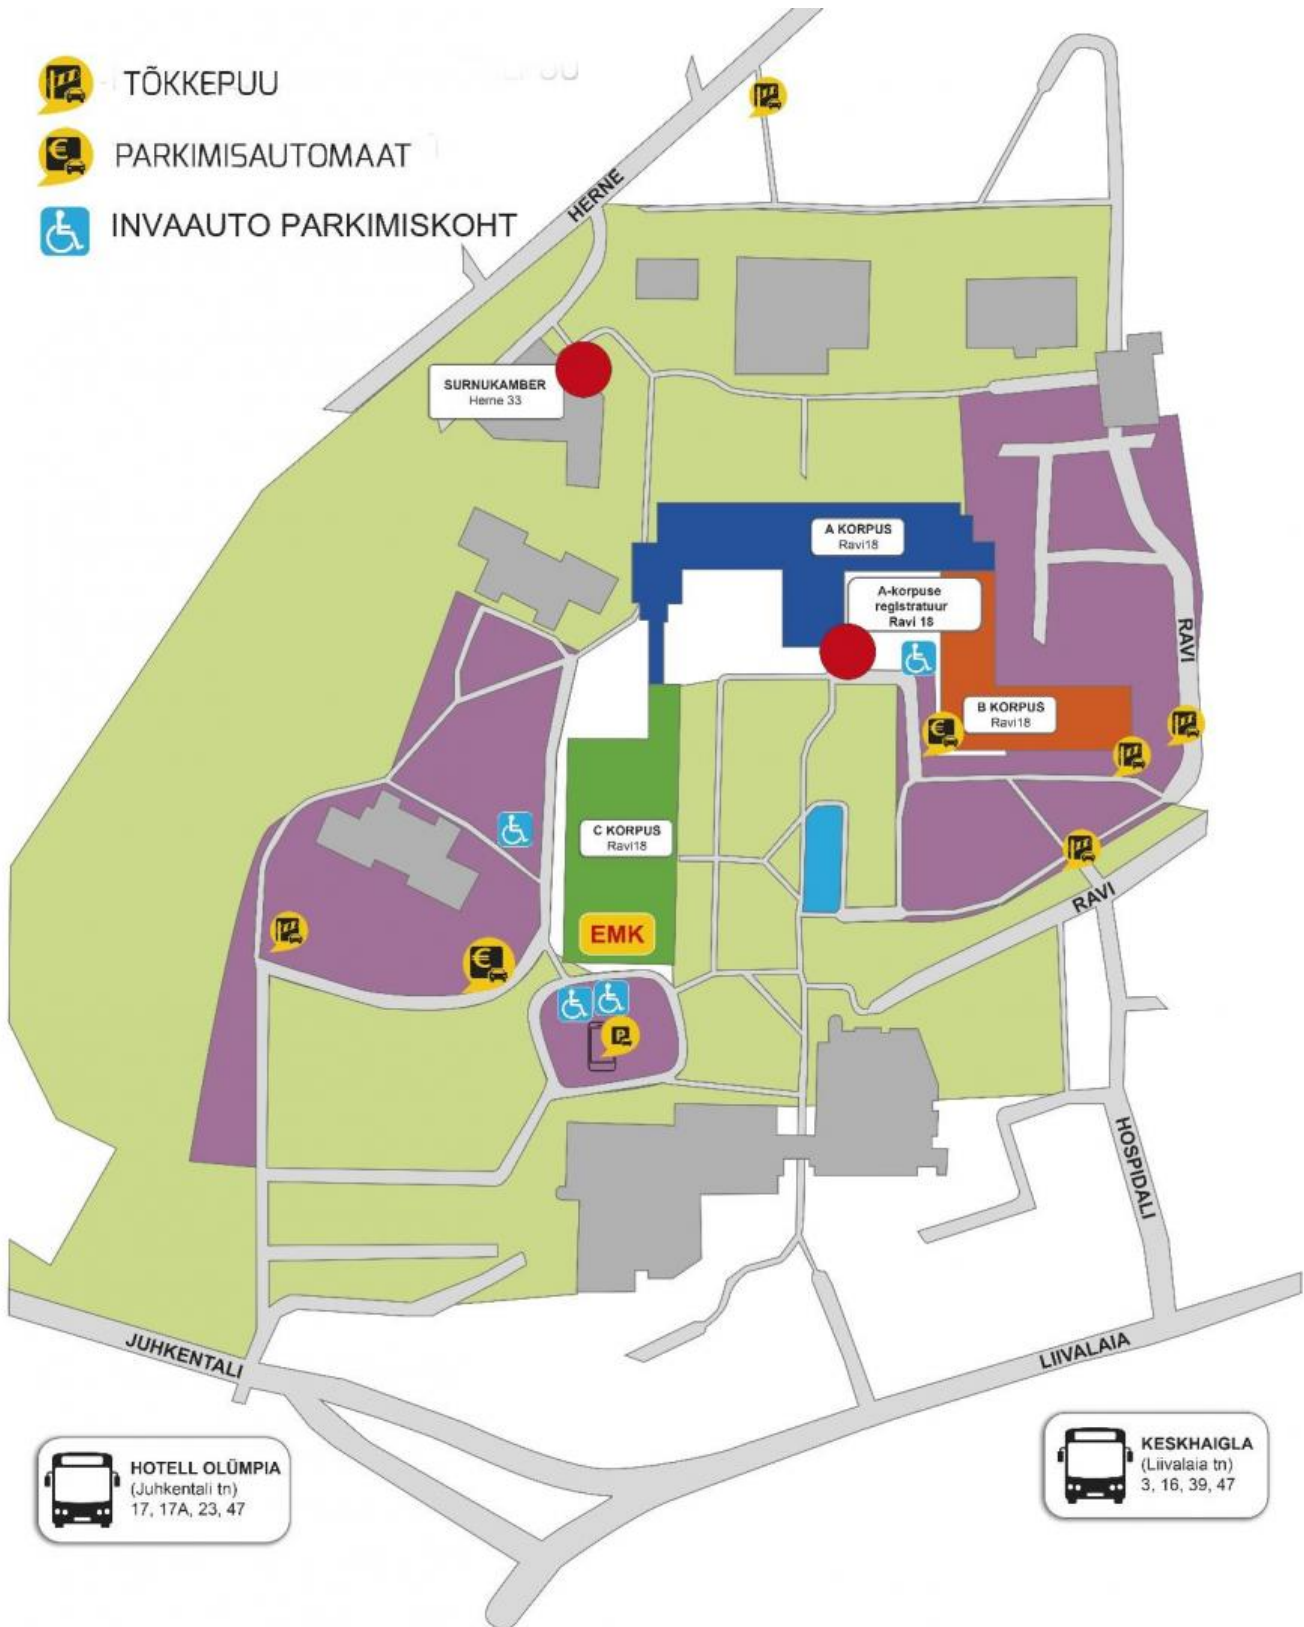 TÕKKEPUU
PARKIMISAUTOMAAT
INVAAUTO PARKIMISKOHT
HERNE
SURNUKAMBER
Herne 33
A KORPUS
Ravi18
A-korpuse
registratuur
Ravi 18
RAVI
B KORPUS
Ravi18
C KORPUS
Ravi18
RAVI
EMK
P
HOSPIDALI
JUHKENTALI
LIIVALAIA
HOTELL OLÜMPIA
(Juhkentali tn)
17, 17A, 23, 47
KESKHAIGLA
(Liivalaia tn)
3, 16, 39, 47